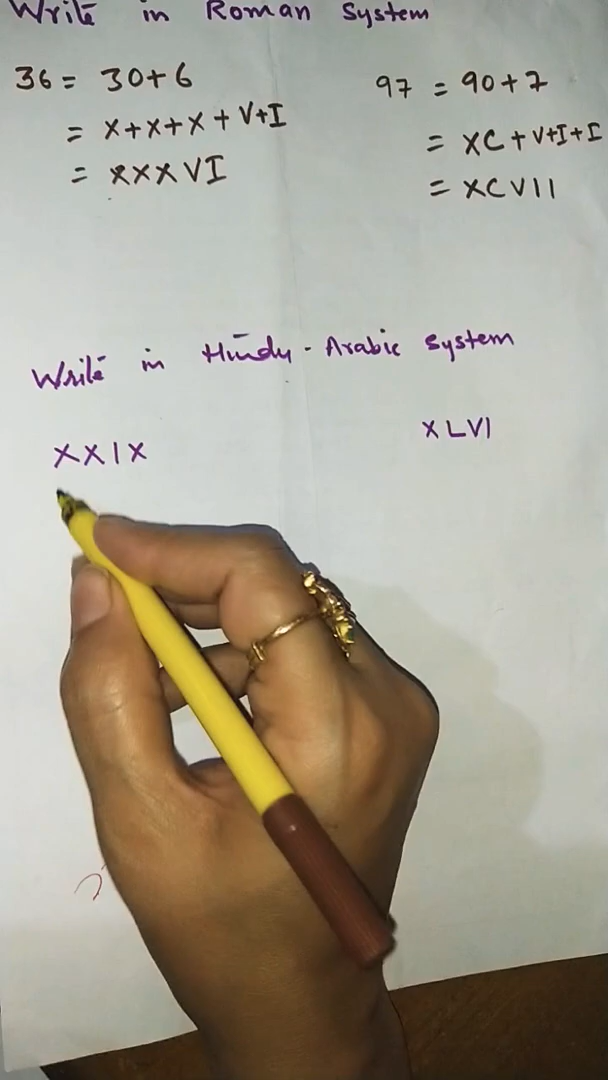 Write in Roman System
36 = 30+6
= X+X+X+V+I
= XXXVI
97 = 90+7
= XC+V+I+I
= XCVII
Write in Hindu-Arabic System
XXIX
XLVI